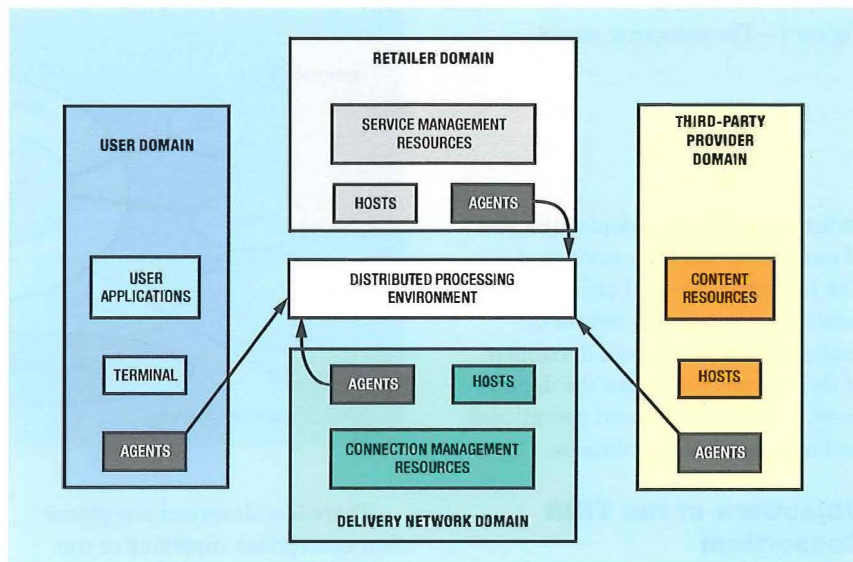 RETAILER DOMAIN
SERVICE MANAGEMENT
RESOURCES
HOSTS
AGENTS
USER DOMAIN
USER
APPLICATIONS
TERMINAL
AGENTS
THIRD-PARTY
PROVIDER
DOMAIN
CONTENT
RESOURCES
HOSTS
AGENTS
DISTRIBUTED PROCESSING
ENVIRONMENT
AGENTS
HOSTS
CONNECTION MANAGEMENT
RESOURCES
DELIVERY NETWORK DOMAIN